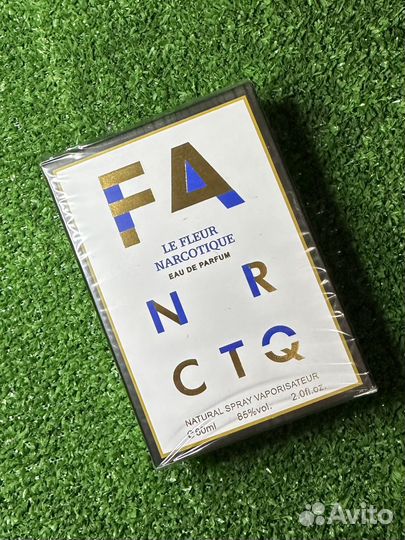 FA
LE FLEUR
NARCOTIQUE
EAU DE PARFUM
N R
CTQ
NATURAL SPRAY VAPORISATEUR
60ml 85%vol. 2.0fl.oz.
Avito